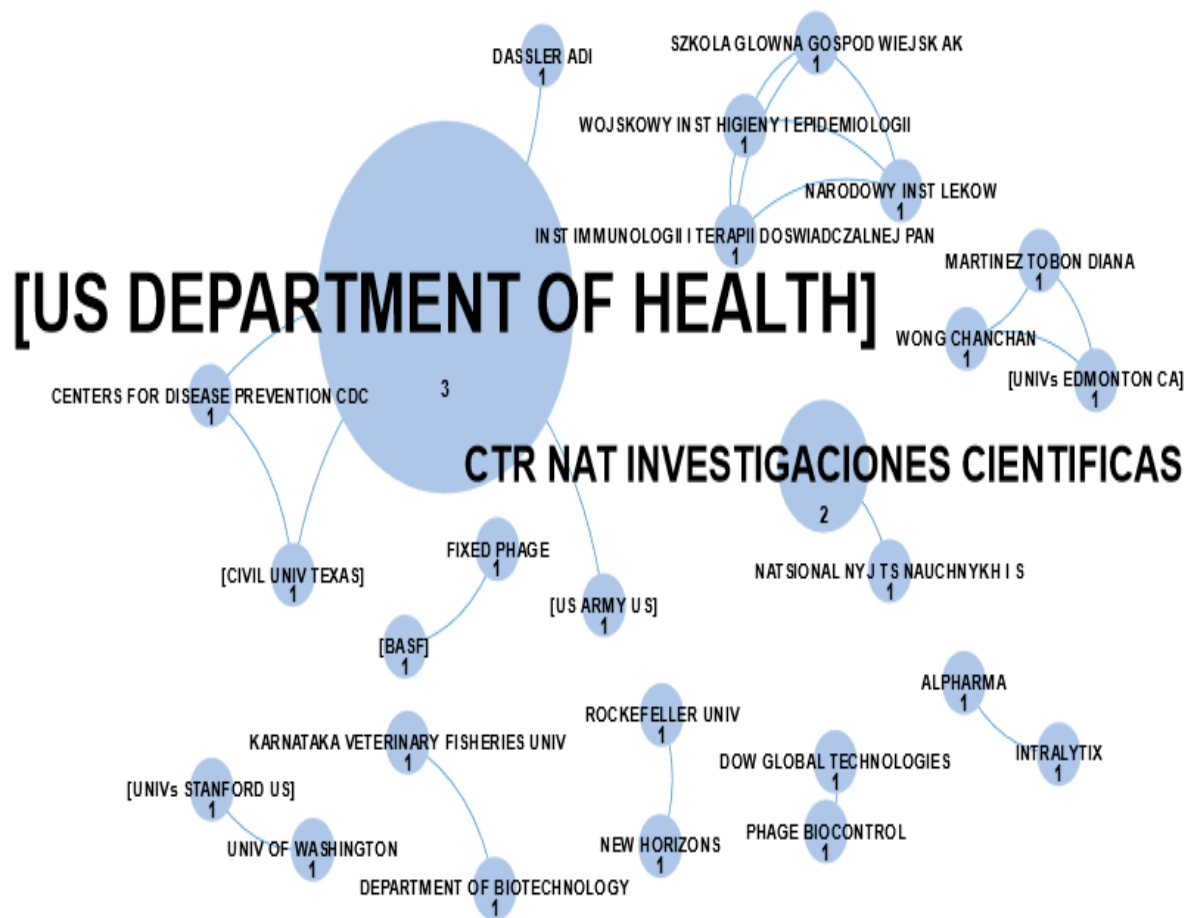 SZKOLA GLOWNA GOSPOD WIEJSK AK
1
DASSLER ADI
1
WOJSKOWY INST HIGIENY I EPIDEMIOLOGII
1
NARODOWY INST LEKOW
1
INST IMMUNOLOGII I TERAPII DOSWIADCZALNEJ PAN
1
MARTINEZ TOBON DIANA
1
[US DEPARTMENT OF HEALTH]
3
WONG CHANCHAN
1
[UNIVs EDMONTON CA]
1
CENTERS FOR DISEASE PREVENTION CDC
1
CTR NAT INVESTIGACIONES CIENTIFICAS
2
FIXED PHAGE
1
NATSIONAL NYJ TS NAUCHNYKH I S
1
[CIVIL UNIV TEXAS]
1
[US ARMY US]
1
[BASF]
1
ALPHARMA
1
ROCKEFELLER UNIV
1
KARNATAKA VETERINARY FISHERIES UNIV
1
INTRALYTIX
1
DOW GLOBAL TECHNOLOGIES
1
[UNIVs STANFORD US]
1
PHAGE BIOCONTROL
1
NEW HORIZONS
1
UNIV OF WASHINGTON
1
DEPARTMENT OF BIOTECHNOLOGY
1